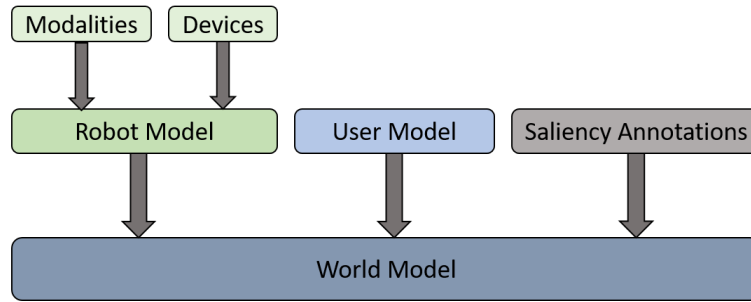 Modalities
Devices
Robot Model
User Model
Saliency Annotations
World Model